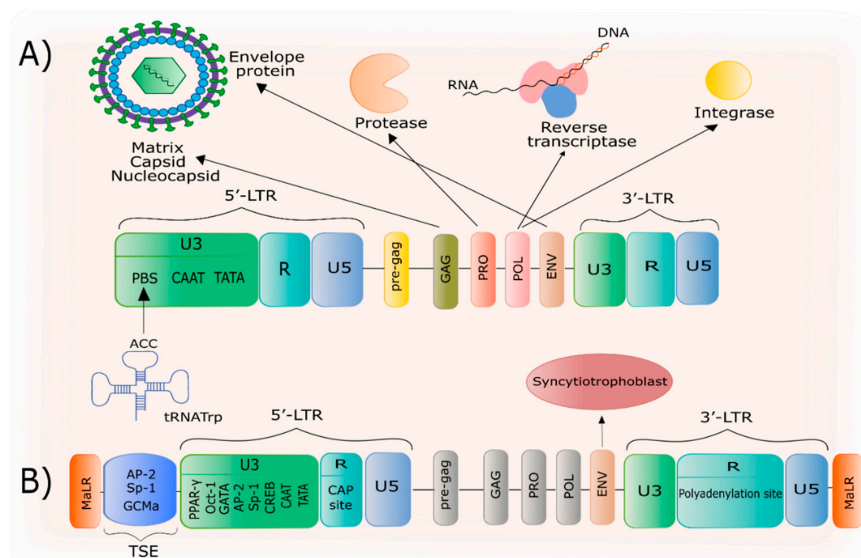 A)
Envelope
protein
Protease
RNA
DNA
Reverse
transcriptase
Integrase
Matrix
Capsid
Nucleocapsid
5′-LTR
3′-LTR
U3
PBS CAAT TATA
R
U5
pre-gag
GAG
PRO
POL
ENV
U3
R
U5
ACC
tRNATrp
Syncytiotrophoblast
5′-LTR
3′-LTR
B)
MaLR
AP-2
Sp-1
GCMa
TSE
U3
PPAR-γ
Oct-1
GATA
AP-2
Sp-1
CREB
CAAT
TATA
R
CAP
site
U5
pre-gag
GAG
PRO
POL
ENV
U3
R
Polyadenylation site
U5
MaLR